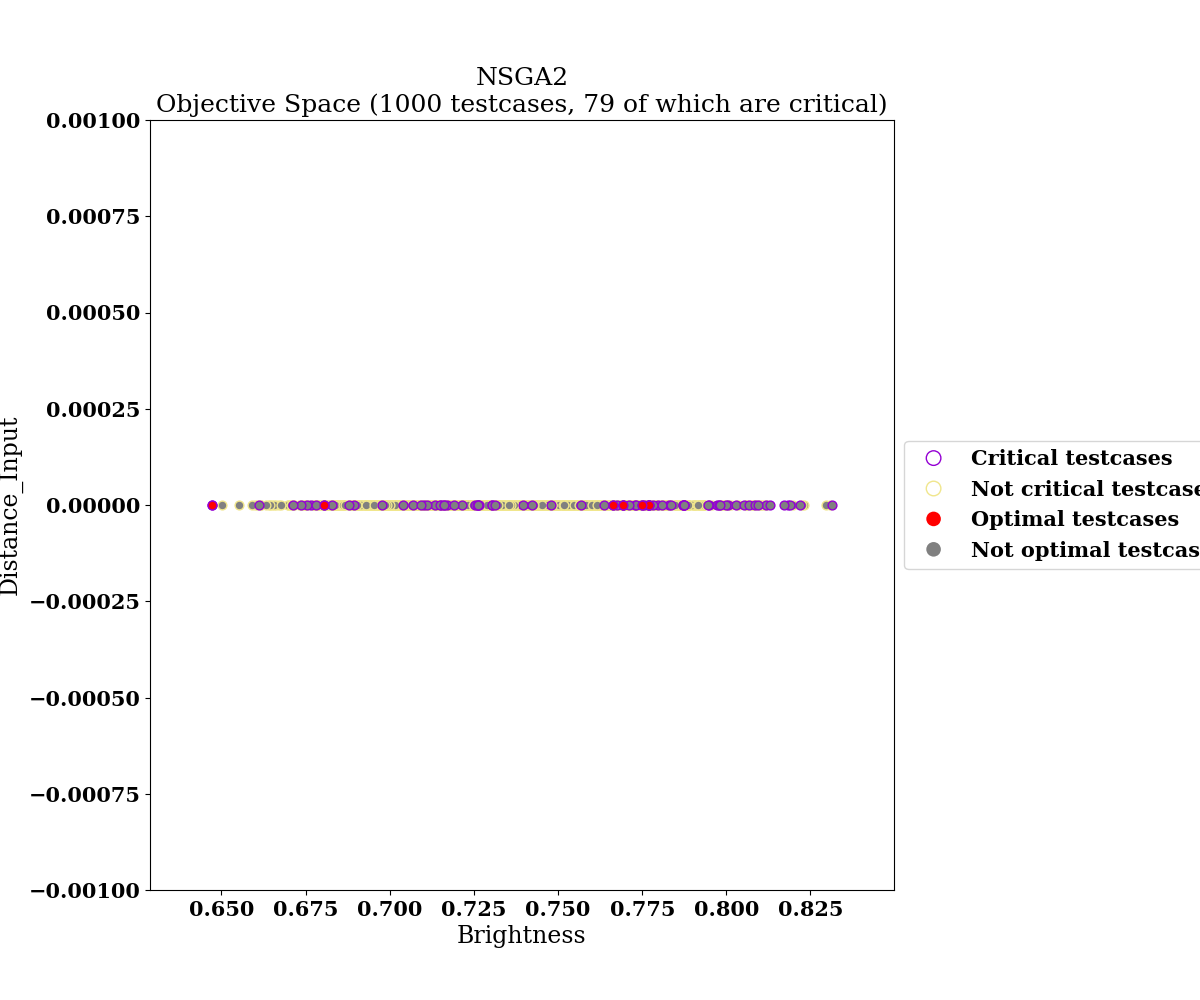 NSGA2
Objective Space (1000 testcases, 79 of which are critical)
0.00100
0.00075
0.00050
0.00025
0.00000
−0.00025
−0.00050
−0.00075
−0.00100
Distance_Input
0.650 0.675 0.700 0.725 0.750 0.775 0.800 0.825
Brightness
Critical testcases
Not critical testcase
Optimal testcases
Not optimal testcas